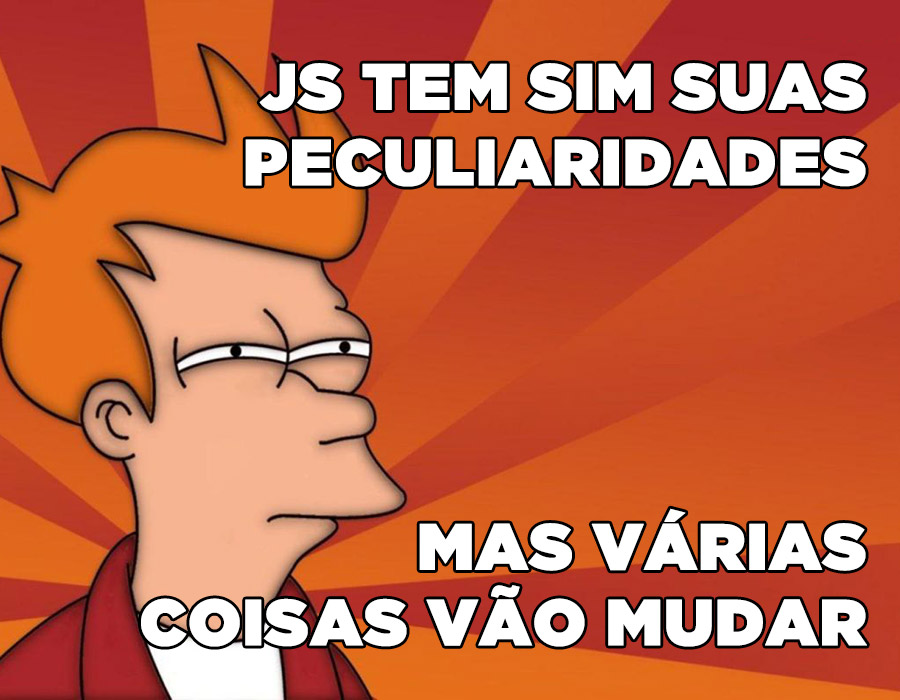 JS TEM SIM SUAS
PECULIARIDADES
MAS VÁRIAS
COISAS VÃO MUDAR